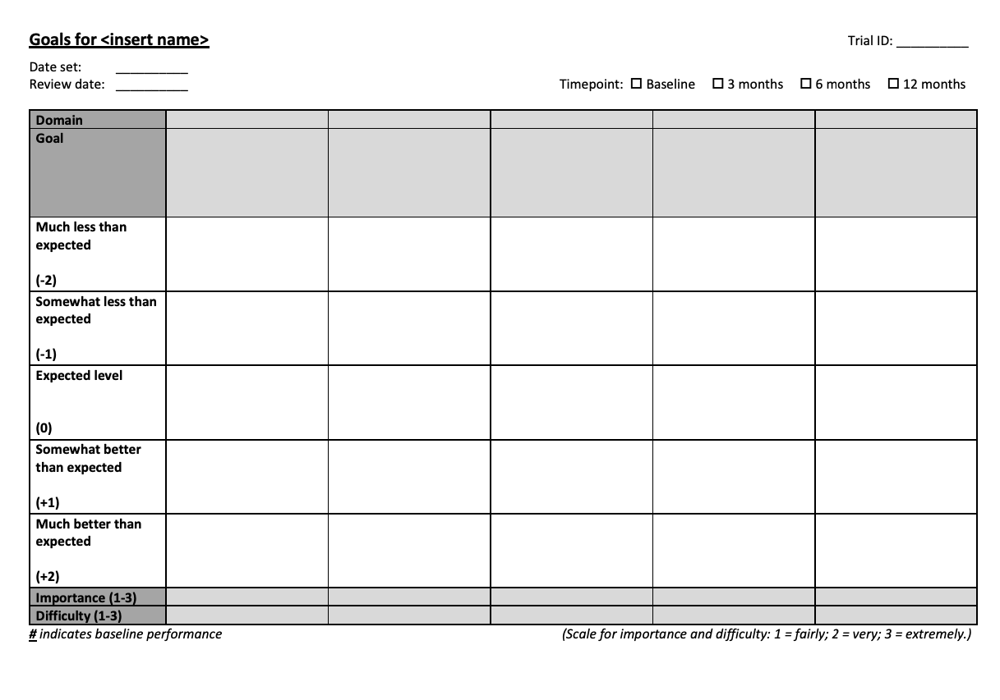 Goals for <insert name>
Trial ID: __________
Date set: __________
Review date: __________
Timepoint: ☐ Baseline ☐ 3 months ☐ 6 months ☐ 12 months
Domain
Goal
Much less than
expected
(-2)
Somewhat less than
expected
(-1)
Expected level
(0)
Somewhat better
than expected
(+1)
Much better than
expected
(+2)
Importance (1-3)
Difficulty (1-3)
# indicates baseline performance
(Scale for importance and difficulty: 1 = fairly; 2 = very; 3 = extremely.)